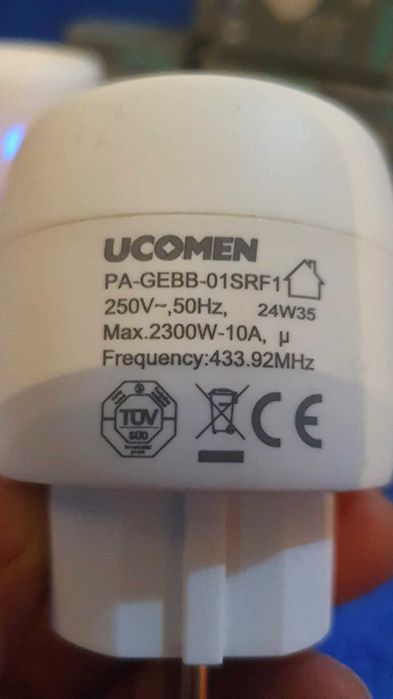 UCOMEN
PA-GEBB-01SRF1
250V~,50Hz, 24W35
Max.2300W-10A, µ
Frequency:433.92MHz
TÜV
SÜD
CE